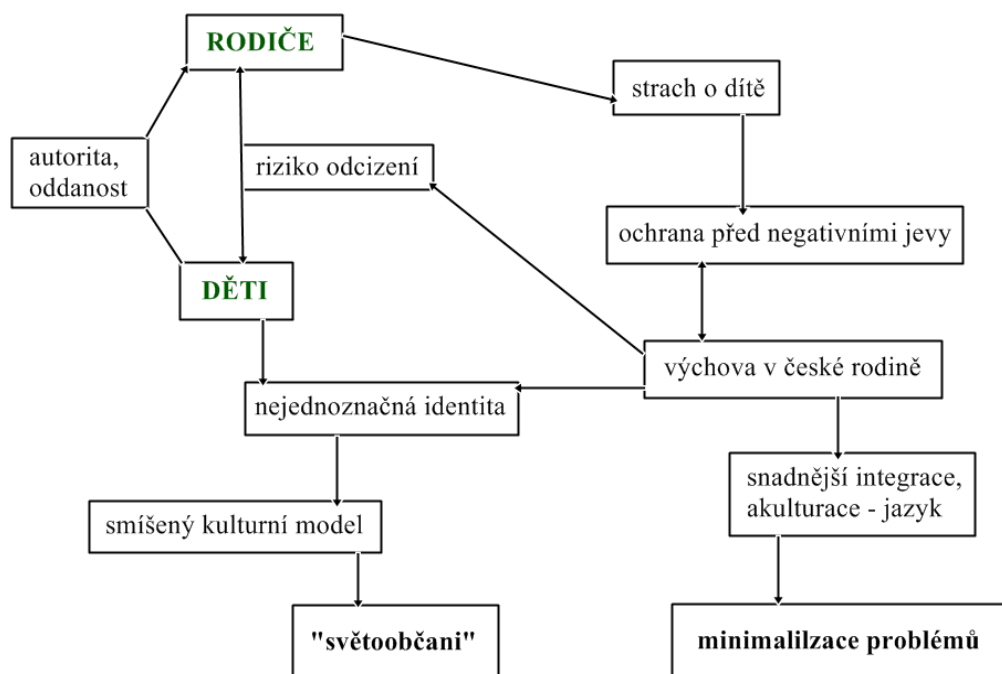 RODIČE
strach o dítě
autorita,
oddanost
riziko odcizení
ochrana před negativními jevy
DĚTI
výchova v české rodině
nejednoznačná identita
snadnější integrace,
akulturace - jazyk
smíšený kulturní model
"světoobčani"
minimalilzace problémů